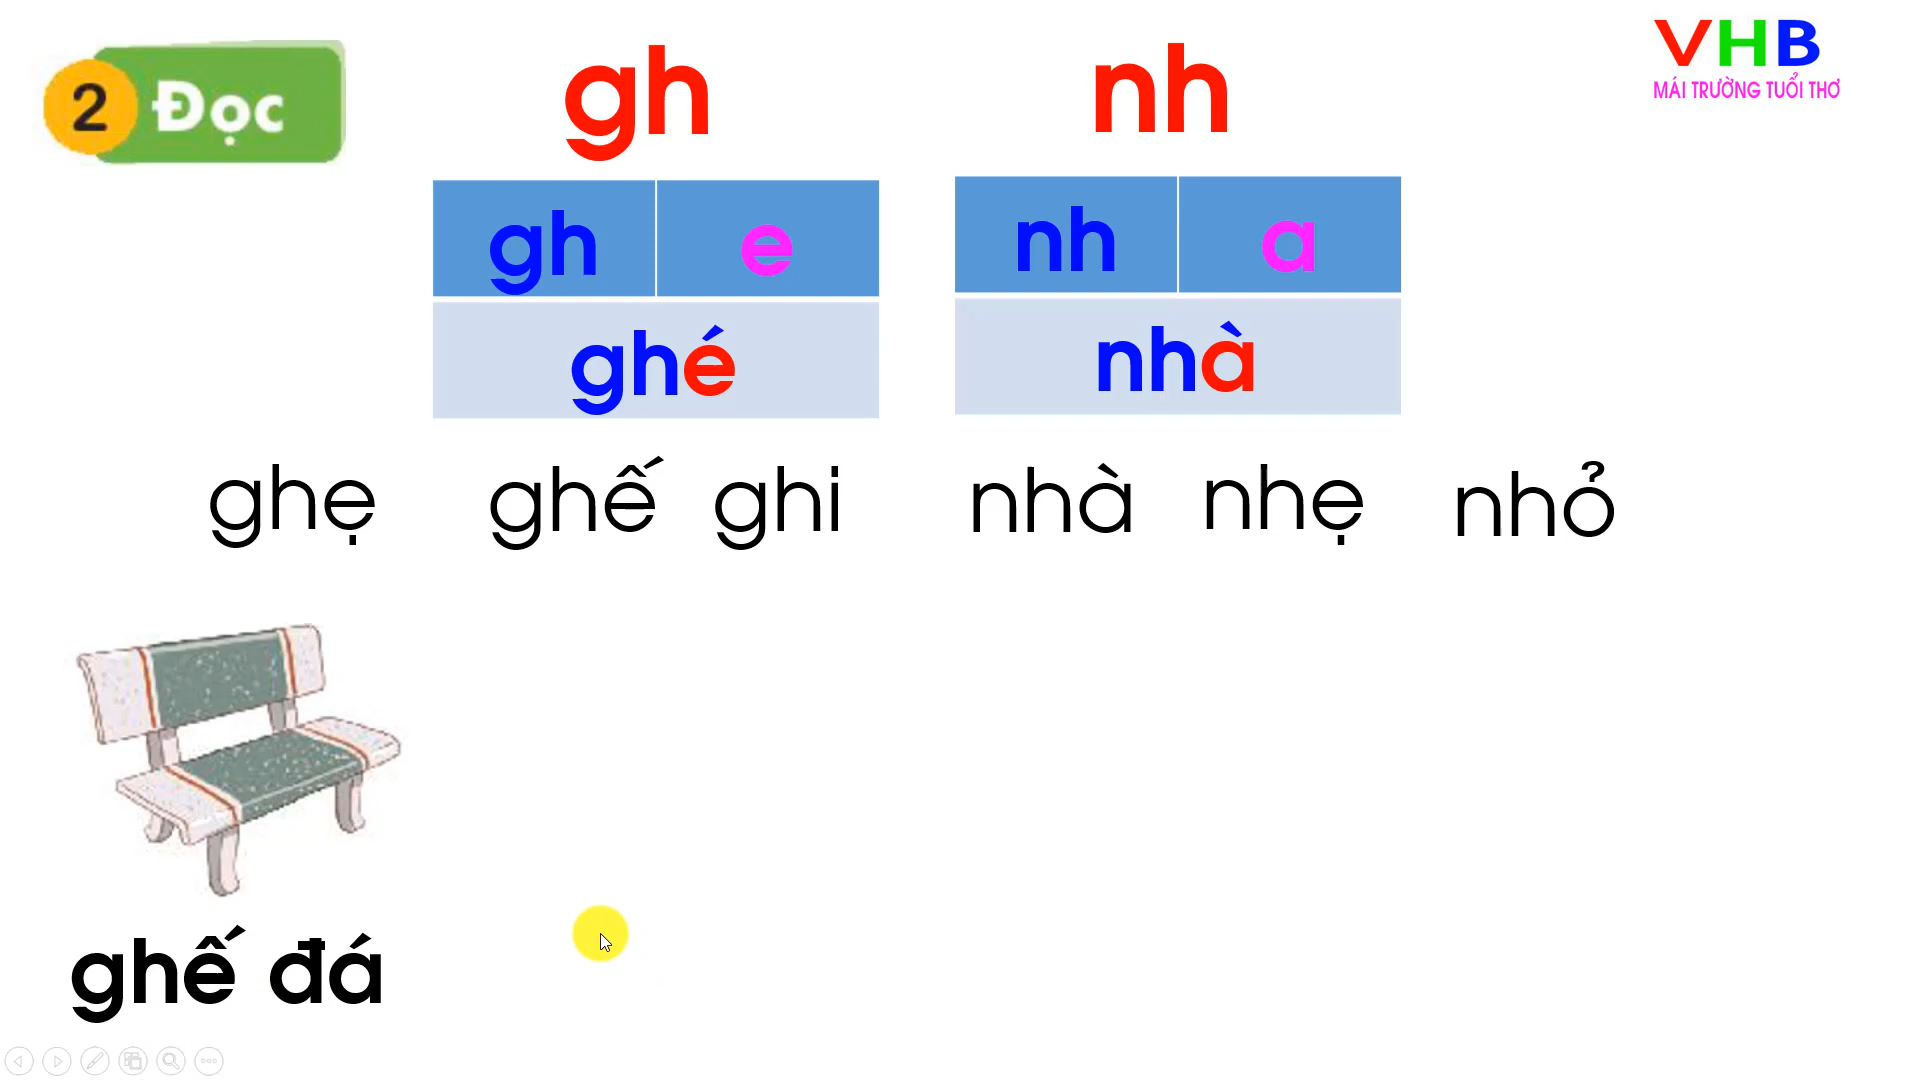 2 Đọc
gh nh
VHB
MÁI TRƯỜNG TUỔI THƠ
gh e nh a
ghé nhà
ghẹ ghế ghi nhà nhẹ nhỏ
ghế đá